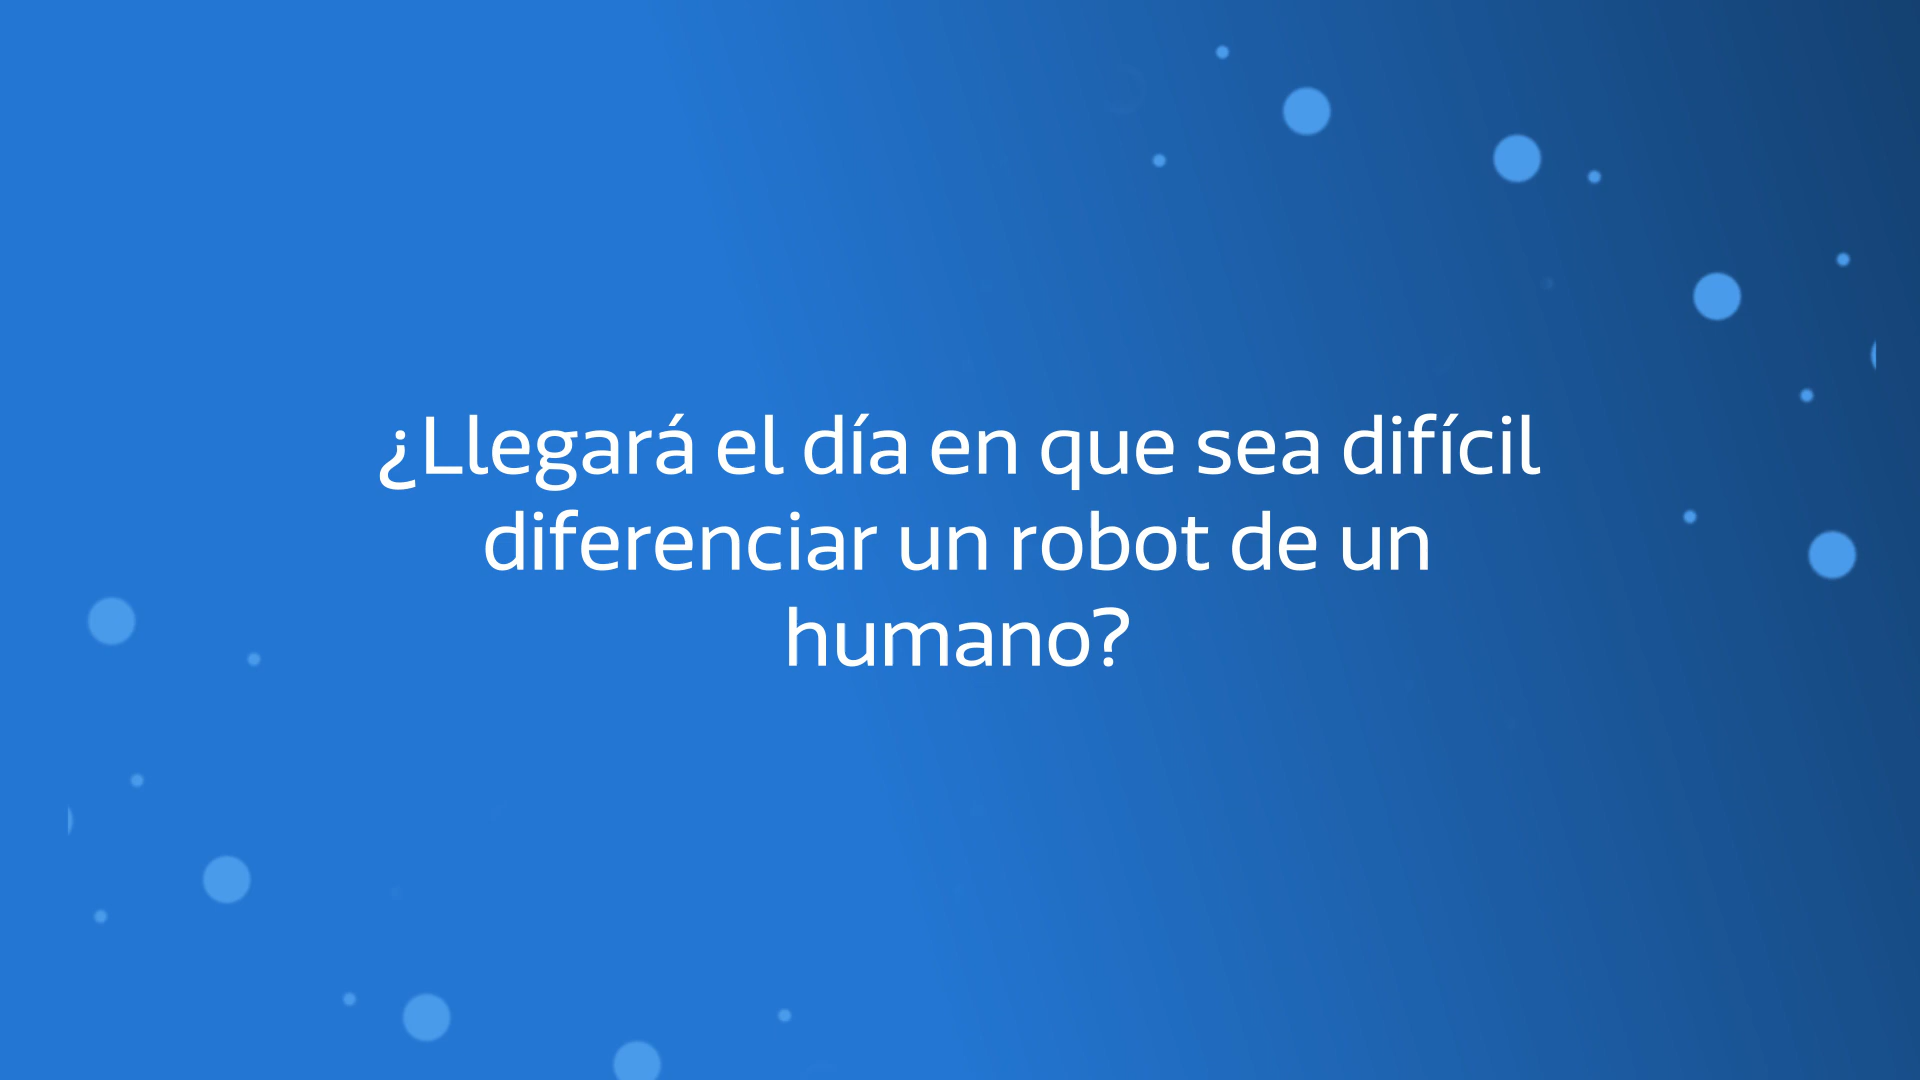 ¿Llegará el día en que sea difícil
diferenciar un robot de un
humano?